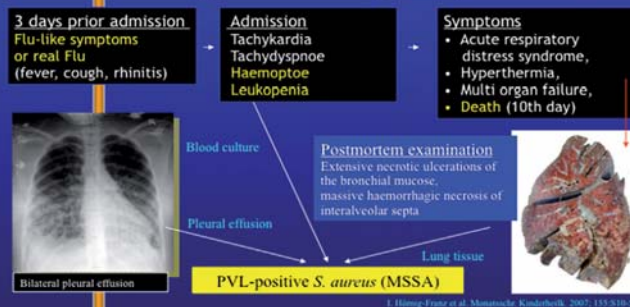 3 days prior admission
Flu-like symptoms
or real Flu
(fever, cough, rhinitis)
Admission
Tachykardia
Tachydyspnoe
Haemoptoe
Leukopenia
Symptoms
• Acute respiratory
distress syndrome,
• Hyperthermia,
• Multi organ failure,
• Death (10th day)
Blood culture
Pleural effusion
Postmortem examination
Extensive necrotic ulcerations of
the bronchial mucose,
massive haemorrhagic necrosis of
interalveolar septa
Lung tissue
Bilateral pleural effusion
PVL-positive S. aureus (MSSA)
et al. Monatsschr. Kinderheilk. 2007; 155:S10-